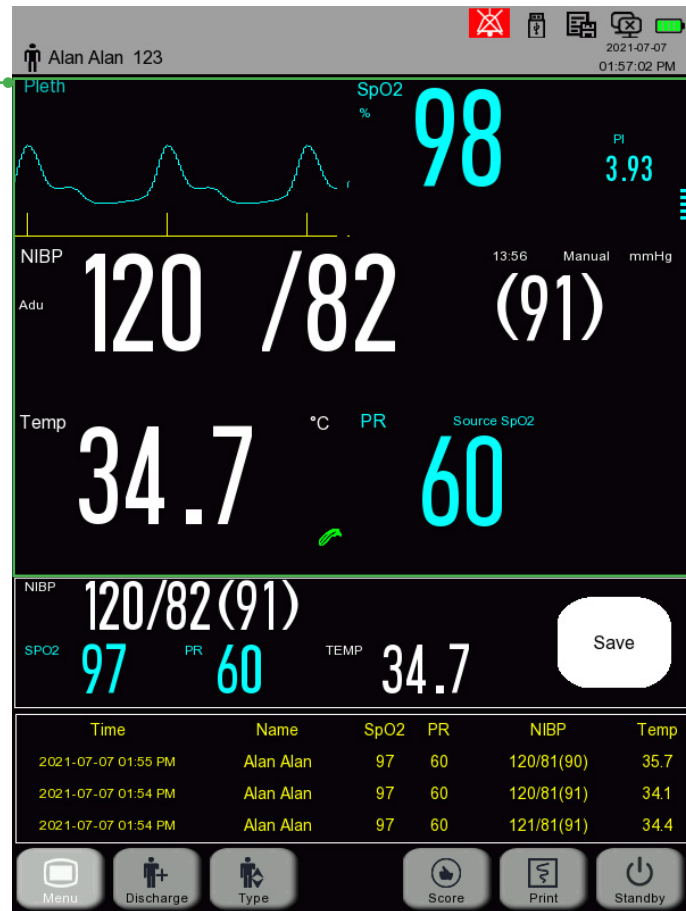 Alan Alan 123
2021-07-07
01:57:02 PM
Pleth
SpO2
%
98
PI
3.93
NIBP
13:56 Manual mmHg
Adu
120 /82 (91)
Temp
°C
34.7
PR
Source SpO2
60
NIBP
120/82(91)
SPO2 97 PR 60 TEMP 34.7
Save
Time Name SpO2 PR NIBP Temp
2021-07-07 01:55 PM Alan Alan 97 60 120/81(90) 35.7
2021-07-07 01:54 PM Alan Alan 97 60 120/81(91) 34.1
2021-07-07 01:54 PM Alan Alan 97 60 121/81(91) 34.4
Menu Discharge Type Score Print Standby